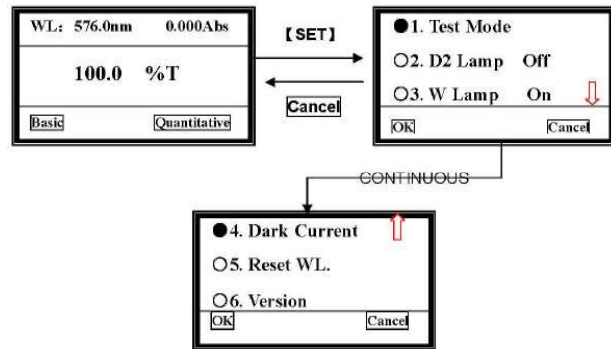 WL: 576.0nm 0.000Abs
100.0 %T
Basic Quantitative
【SET】
Cancel
●1. Test Mode
○2. D2 Lamp Off
○3. W Lamp On
OK Cancel
CONTINUOUS
●4. Dark Current
○5. Reset WL.
○6. Version
OK Cancel